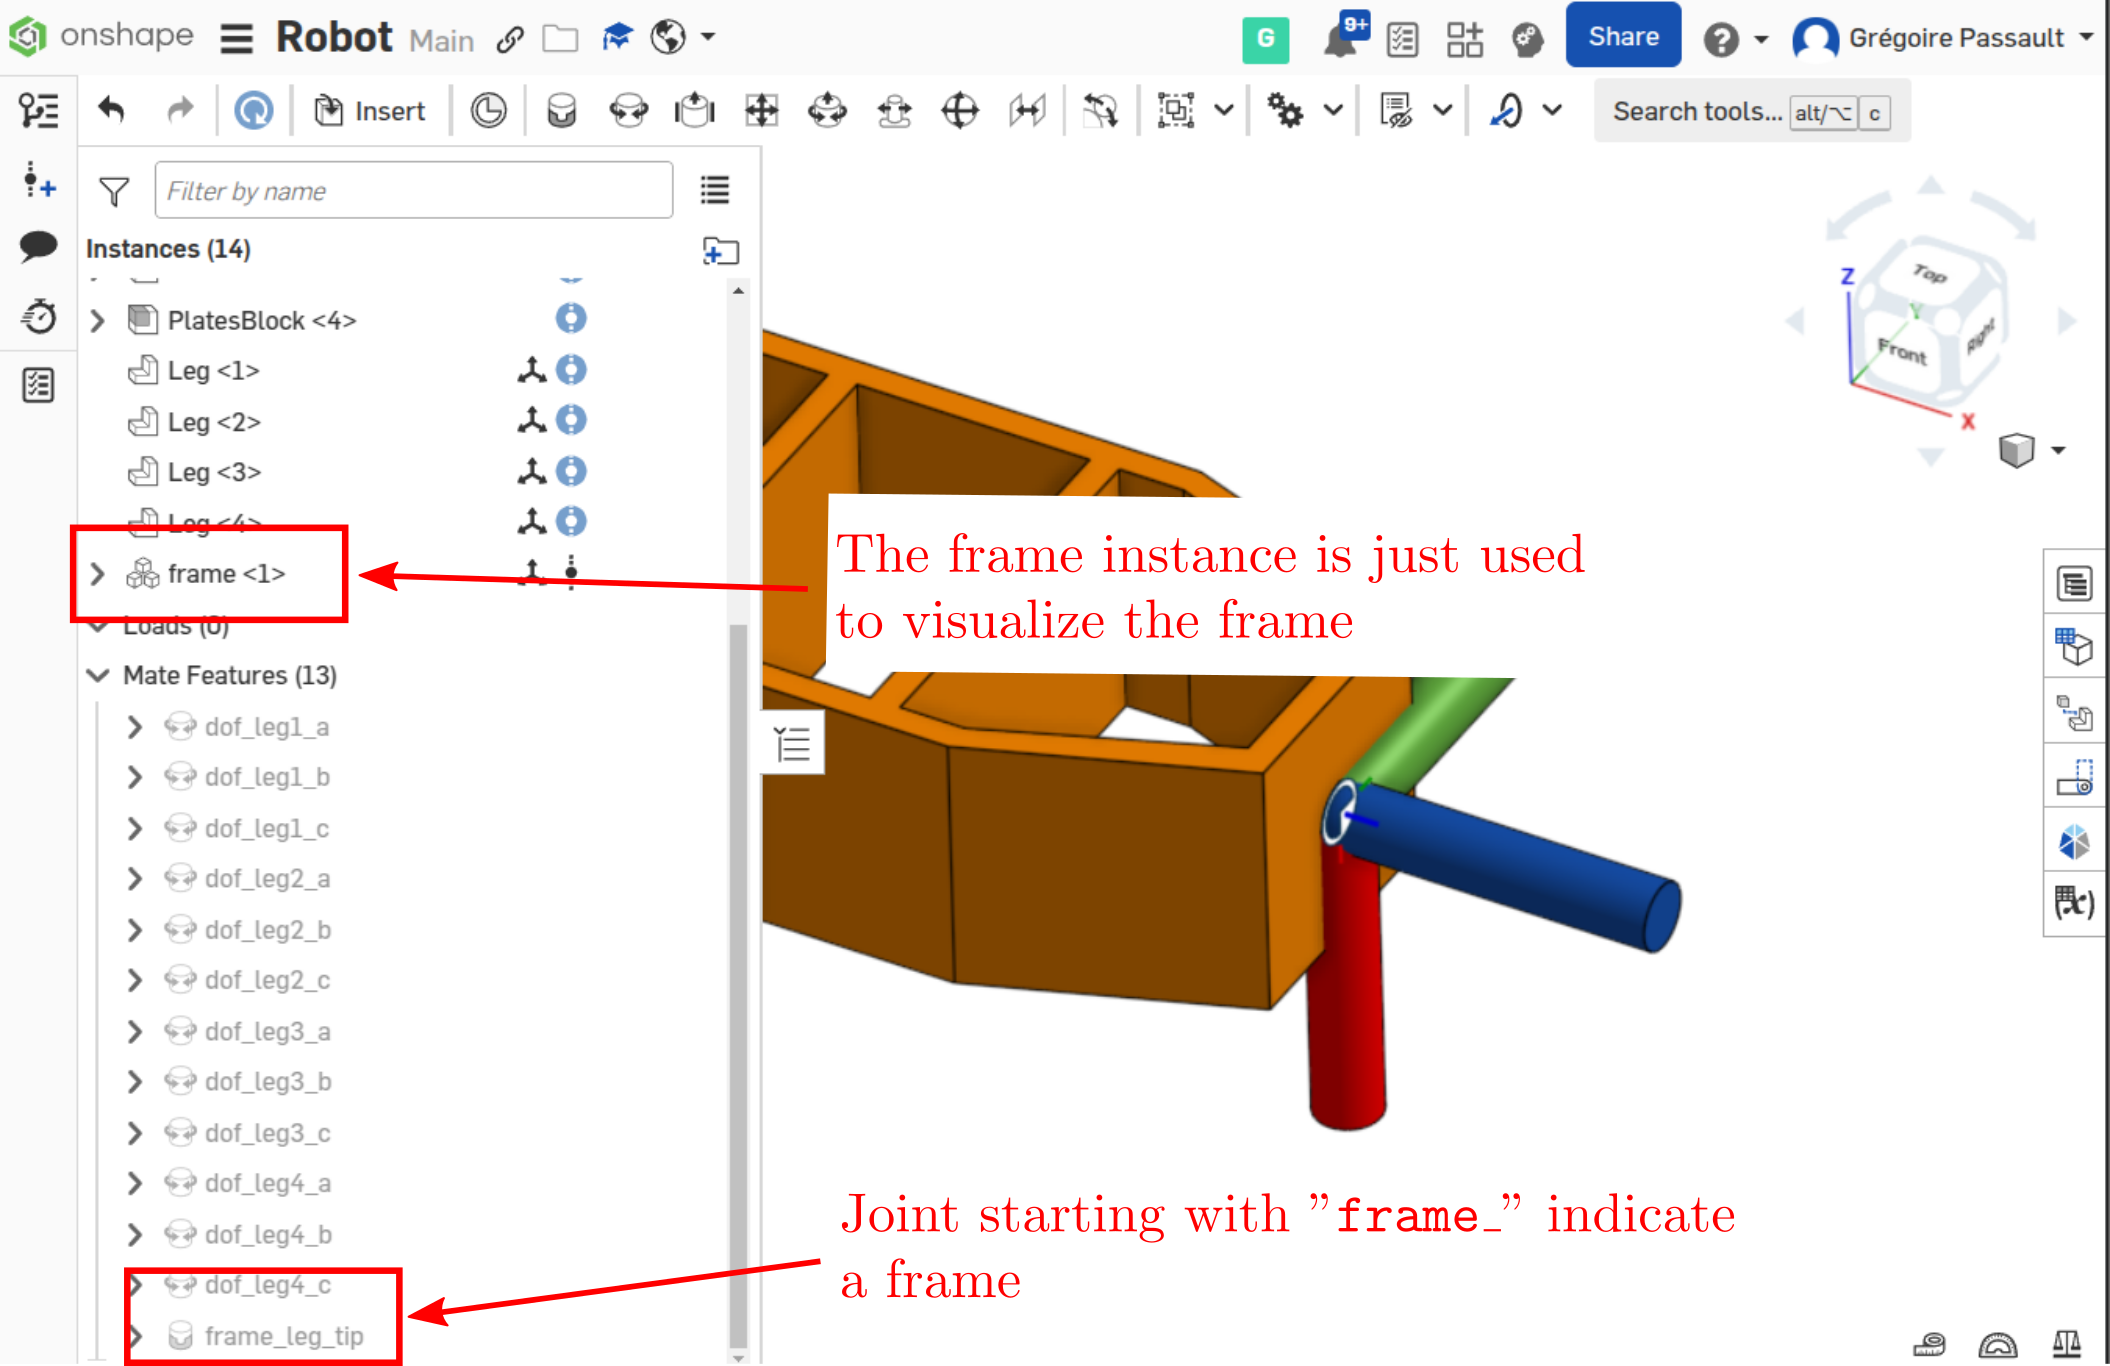 onshape Robot Main G 9+ Share Grégoire Passault
Insert Search tools... alt/⌥ c
Filter by name
Instances (14)
PlatesBlock <4>
Leg <1>
Leg <2>
Leg <3>
Leg <4>
frame <1>
Loads (0)
Mate Features (13)
dof_leg1_a
dof_leg1_b
dof_leg1_c
dof_leg2_a
dof_leg2_b
dof_leg2_c
dof_leg3_a
dof_leg3_b
dof_leg3_c
dof_leg4_a
dof_leg4_b
dof_leg4_c
frame_leg_tip
The frame instance is just used
to visualize the frame
Joint starting with ”frame_” indicate
a frame
Top
Z
Y
Front
Right
X
(x)